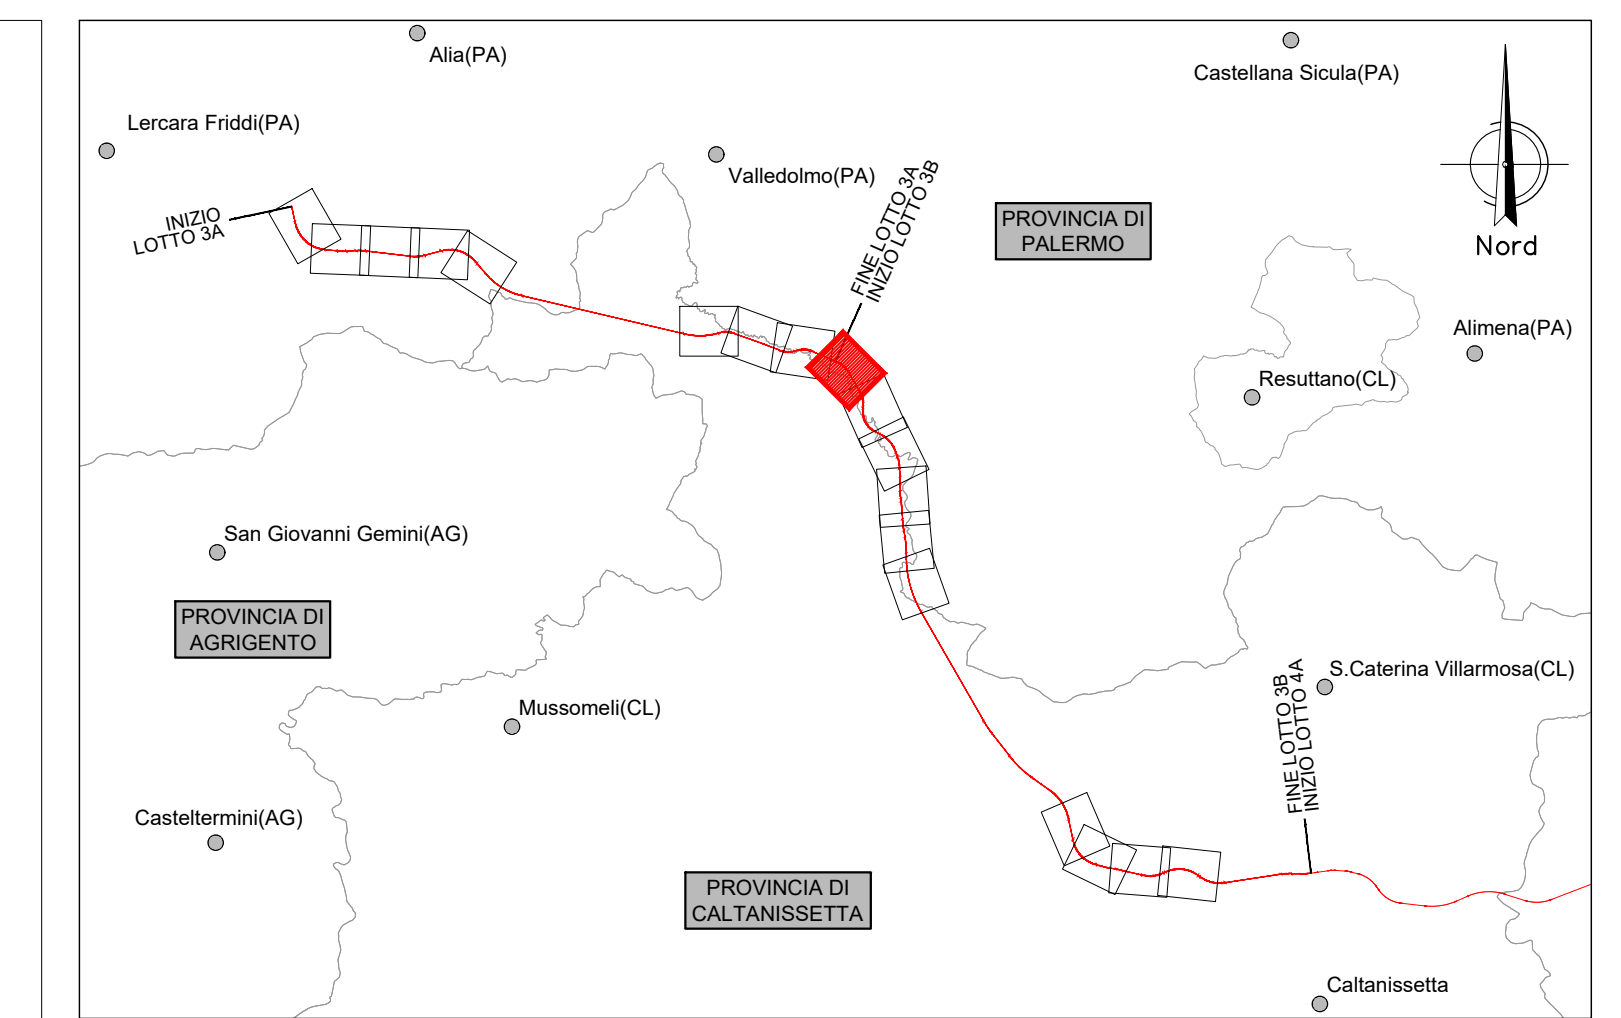 Alia(PA)
Castellana Sicula(PA)
Lercara Friddi(PA)
Valledolmo(PA)
INIZIO
LOTTO 3A
FINE LOTTO 3A
INIZIO LOTTO 3B
PROVINCIA DI
PALERMO
Nord
Alimena(PA)
Resuttano(CL)
San Giovanni Gemini(AG)
PROVINCIA DI
AGRIGENTO
S.Caterina Villarmosa(CL)
Mussomeli(CL)
FINE LOTTO 3B
INIZIO LOTTO 4A
Casteltermini(AG)
PROVINCIA DI
CALTANISSETTA
Caltanissetta